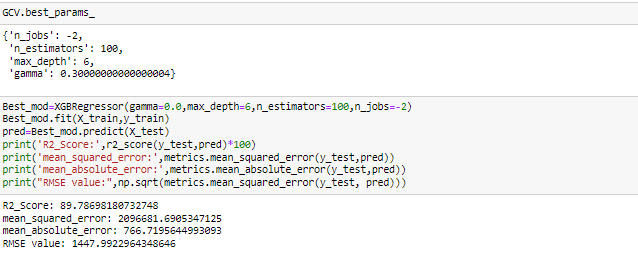 GCV.best_params_
{'n_jobs': -2,
 'n_estimators': 100,
 'max_depth': 6,
 'gamma': 0.30000000000000004}
Best_mod=XGBRegressor(gamma=0.0,max_depth=6,n_estimators=100,n_jobs=-2)
Best_mod.fit(X_train,y_train)
pred=Best_mod.predict(X_test)
print('R2_Score:',r2_score(y_test,pred)*100)
print('mean_squared_error:',metrics.mean_squared_error(y_test,pred))
print('mean_absolute_error:',metrics.mean_absolute_error(y_test,pred))
print("RMSE value:",np.sqrt(metrics.mean_squared_error(y_test, pred)))
R2_Score: 89.78698180732748
mean_squared_error: 2096681.6905347125
mean_absolute_error: 766.7195644993093
RMSE value: 1447.9922964348646